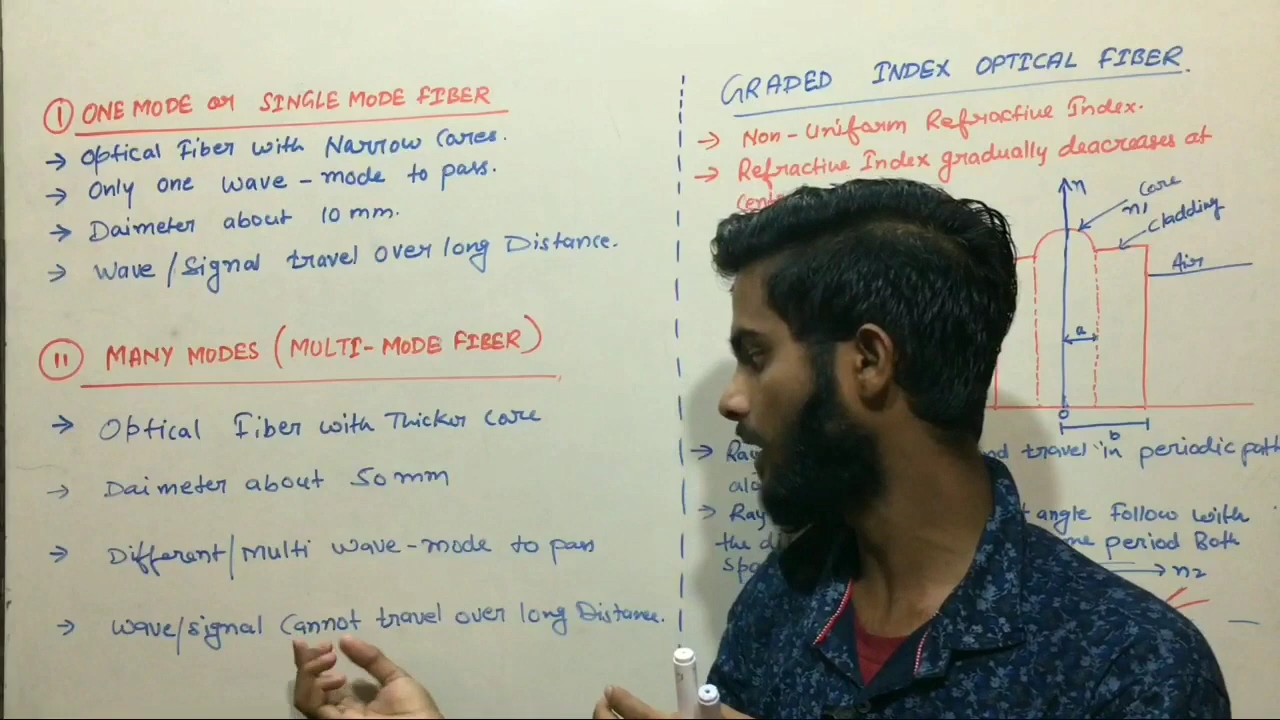 I ONE MODE or SINGLE MODE FIBER
→ Optical Fiber with Narrow Cores.
→ Only one wave-mode to pass.
→ Daimeter about 10 mm.
→ Wave/Signal travel over long Distance.
II MANY MODES (MULTI-MODE FIBER)
→ Optical Fiber with Thicker Core
→ Daimeter about 50 mm
→ Different/Multi wave-mode to pass
→ Wave/signal Cannot travel over long Distance.
GRADED INDEX OPTICAL FIBER.
→ Non-Uniform Refractive Index.
→ Refractive Index gradually deacreases at
n
Core
n1
Cladding
Air
a
0
b
→ Ray travel in periodic path
→ Ray angle Follow with
the period Both
n2